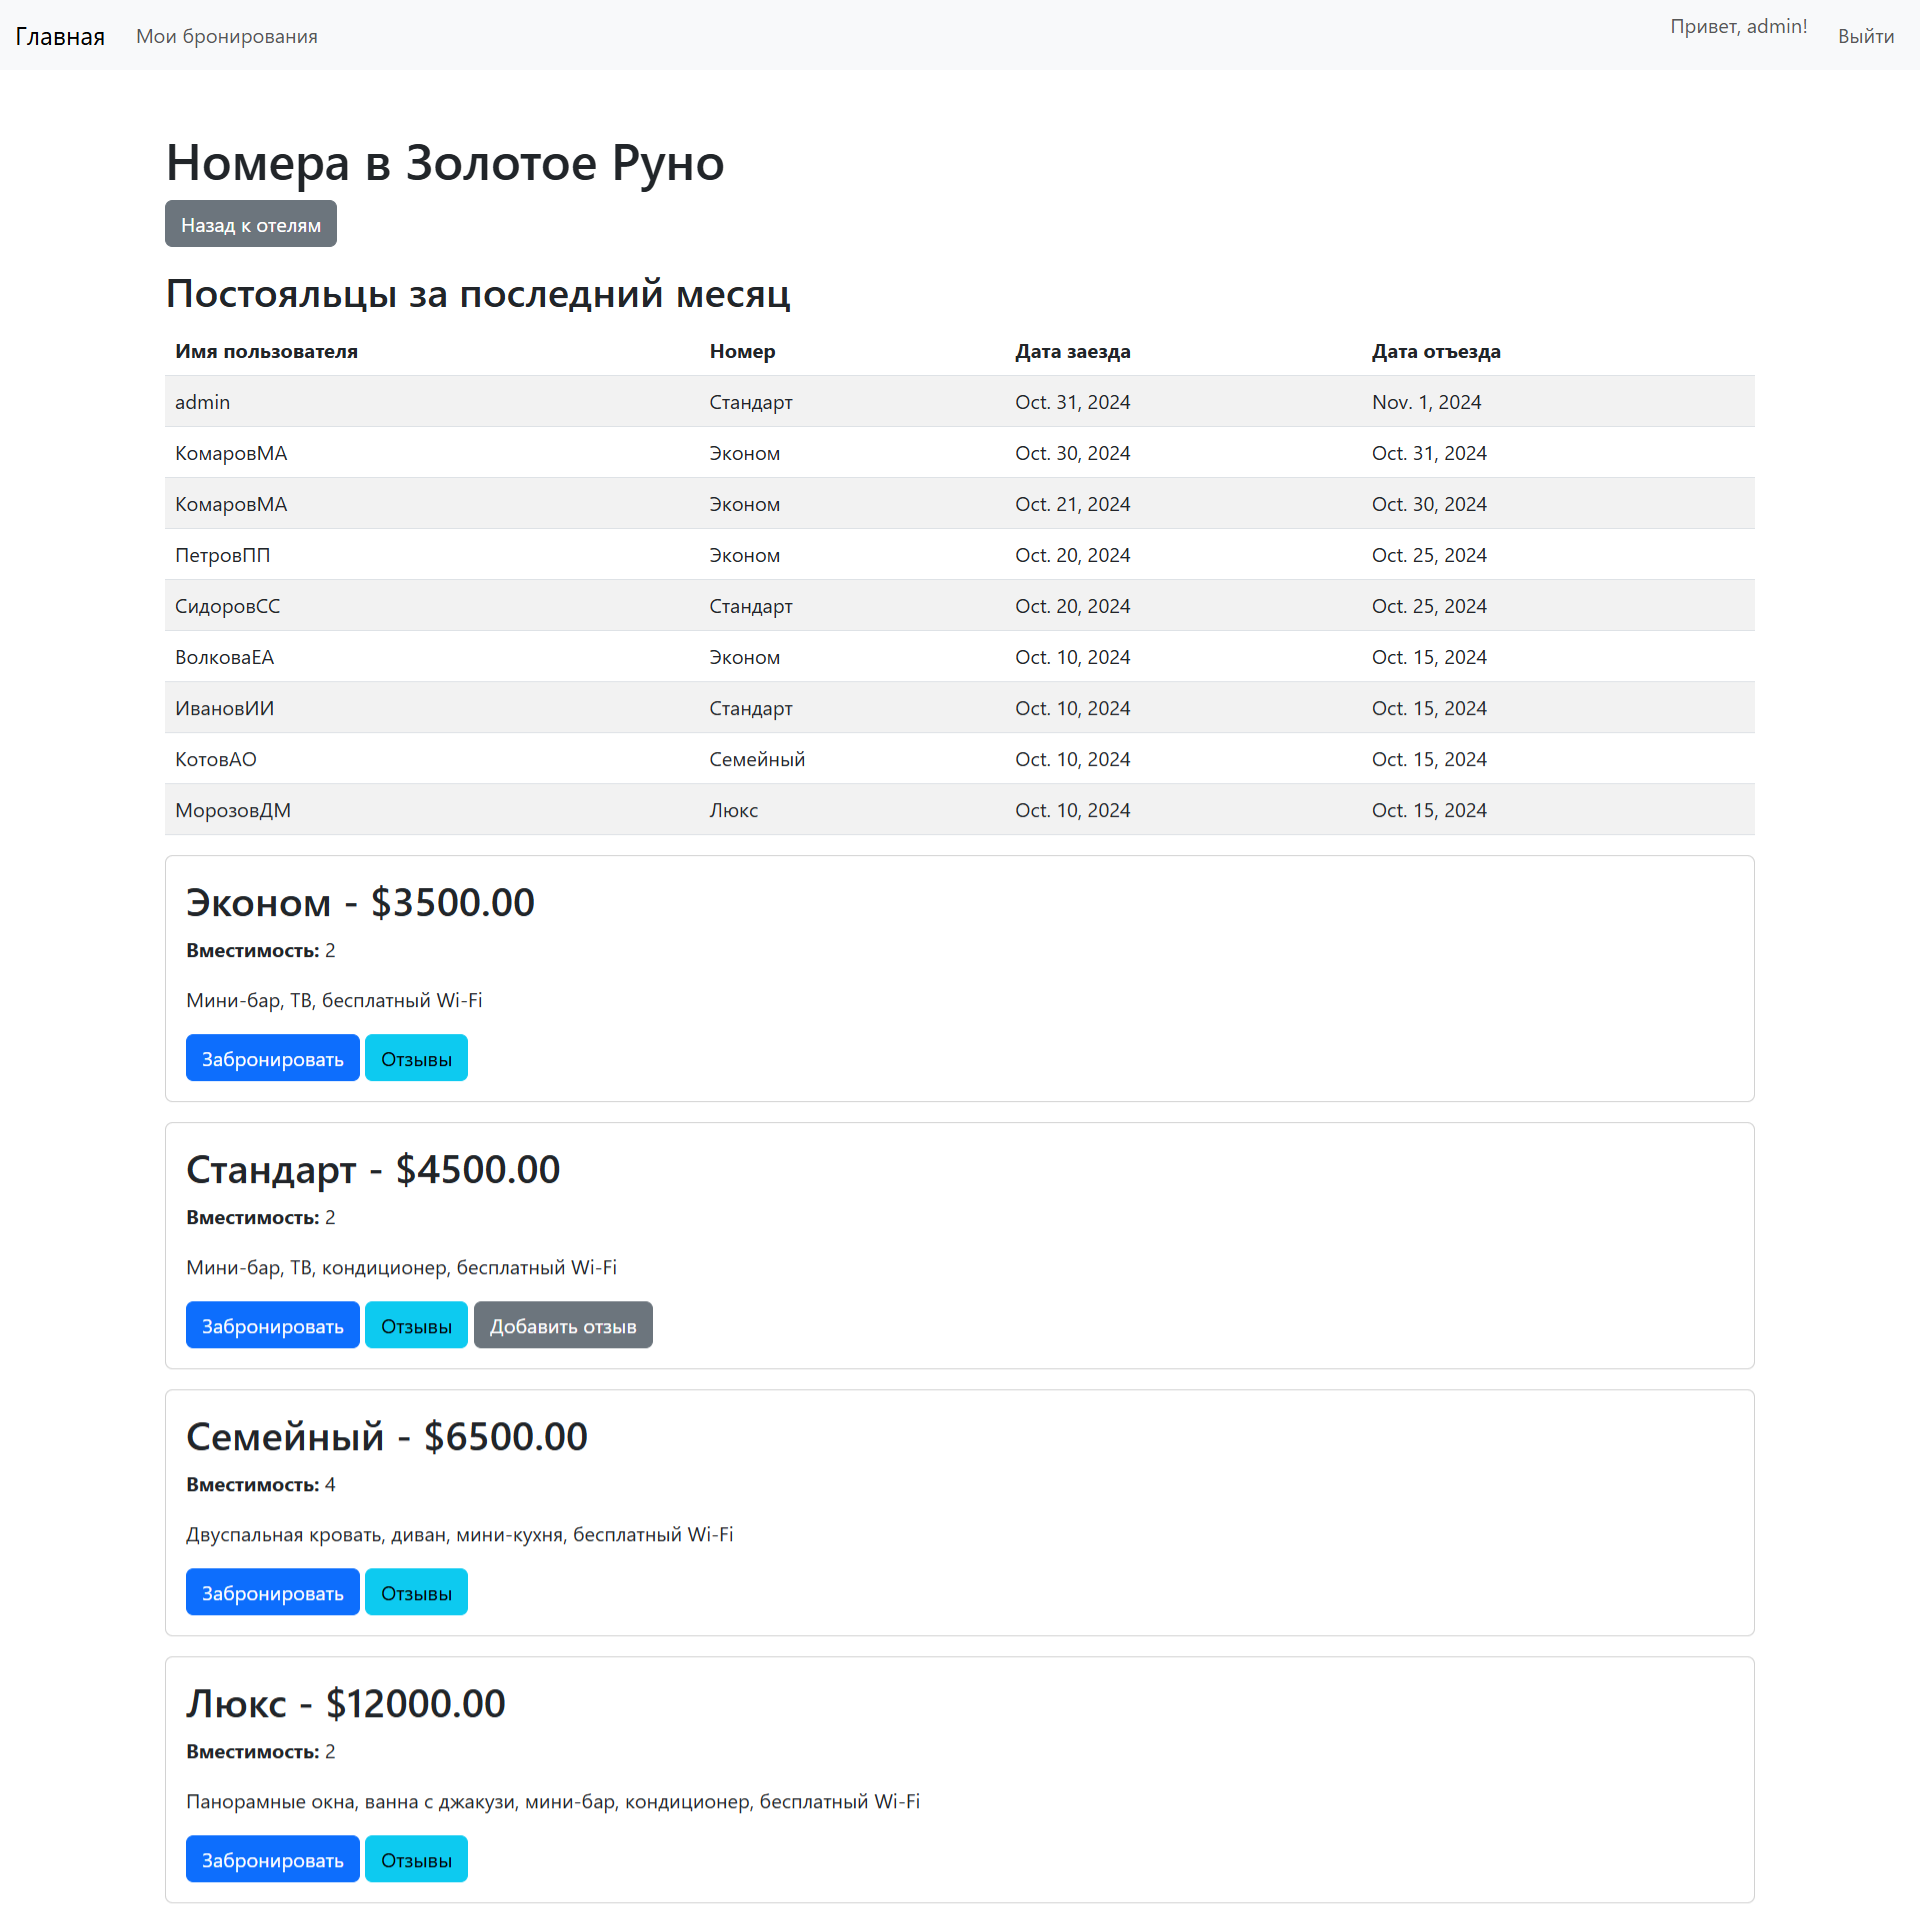 Главная Мои бронирования Привет, admin! Выйти
Номера в Золотое Руно
Назад к отелям
Постояльцы за последний месяц
Имя пользователя Номер Дата заезда Дата отъезда
admin Стандарт Oct. 31, 2024 Nov. 1, 2024
КомаровМА Эконом Oct. 30, 2024 Oct. 31, 2024
КомаровМА Эконом Oct. 21, 2024 Oct. 30, 2024
ПетровПП Эконом Oct. 20, 2024 Oct. 25, 2024
СидоровСС Стандарт Oct. 20, 2024 Oct. 25, 2024
ВолковаЕА Эконом Oct. 10, 2024 Oct. 15, 2024
ИвановИИ Стандарт Oct. 10, 2024 Oct. 15, 2024
КотовАО Семейный Oct. 10, 2024 Oct. 15, 2024
МорозовДМ Люкс Oct. 10, 2024 Oct. 15, 2024
Эконом - $3500.00
Вместимость: 2
Мини-бар, ТВ, бесплатный Wi-Fi
Забронировать Отзывы
Стандарт - $4500.00
Вместимость: 2
Мини-бар, ТВ, кондиционер, бесплатный Wi-Fi
Забронировать Отзывы Добавить отзыв
Семейный - $6500.00
Вместимость: 4
Двуспальная кровать, диван, мини-кухня, бесплатный Wi-Fi
Забронировать Отзывы
Люкс - $12000.00
Вместимость: 2
Панорамные окна, ванна с джакузи, мини-бар, кондиционер, бесплатный Wi-Fi
Забронировать Отзывы